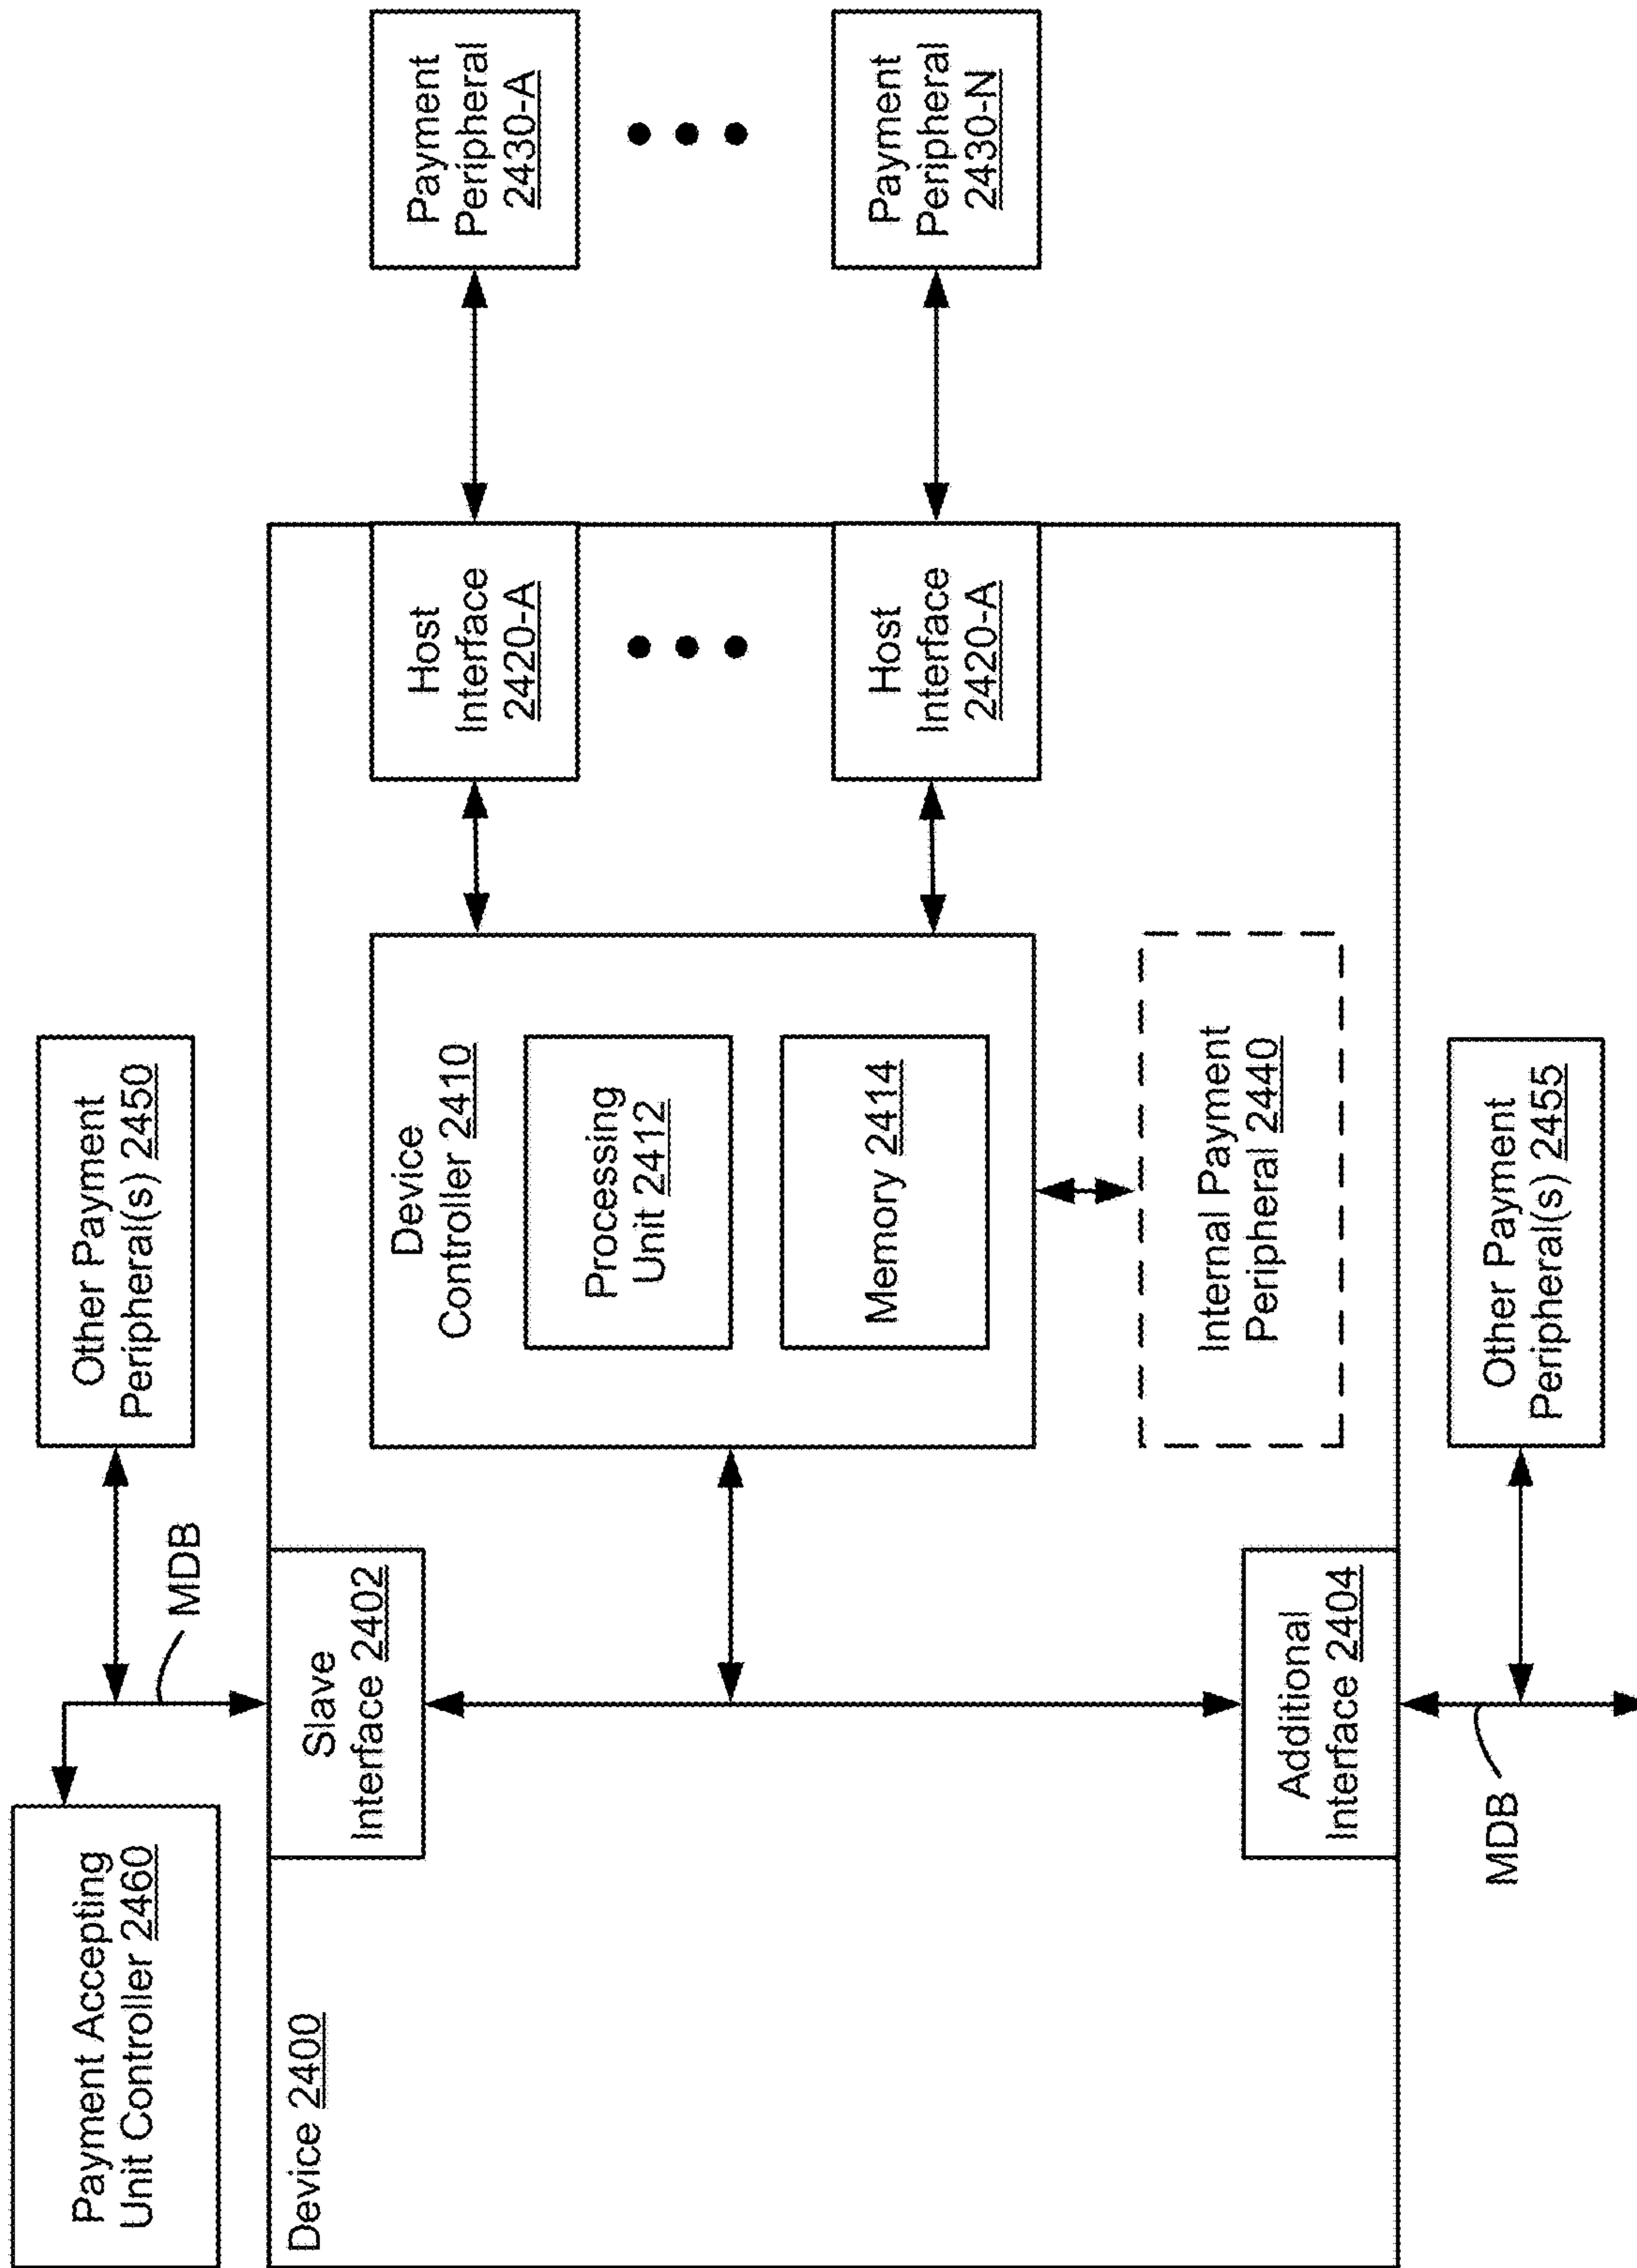 Payment Accepting
Unit Controller 2460
Other Payment
Peripheral(s) 2450
MDB
Device 2400
Slave
Interface 2402
Device
Controller 2410
Processing
Unit 2412
Memory 2414
Host
Interface
2420-A
Payment
Peripheral
2430-A
Host
Interface
2420-A
Payment
Peripheral
2430-N
Internal Payment
Peripheral 2440
Additional
Interface 2404
MDB
Other Payment
Peripheral(s) 2455